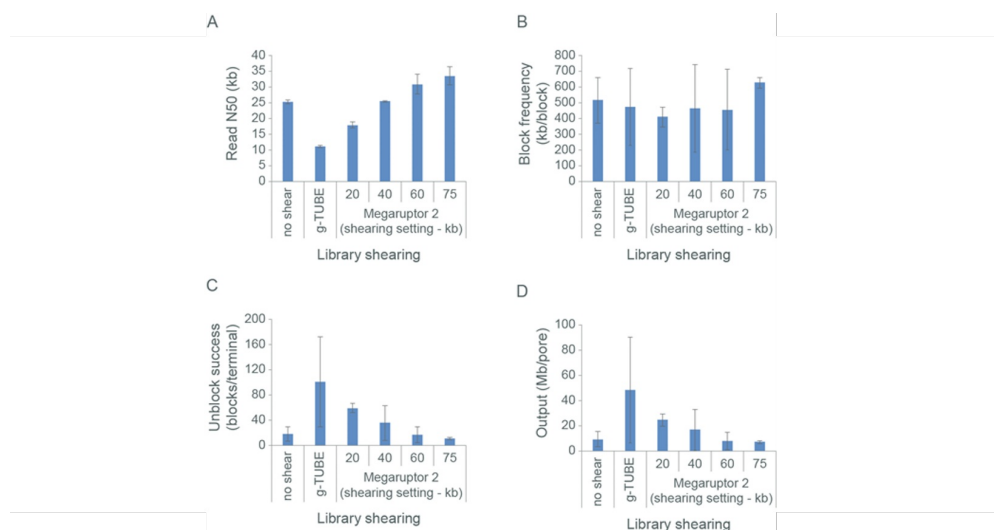 A
Read N50 (kb)
40
35
30
25
20
15
10
5
0
no shear
g-TUBE
20 40 60 75
Megaruptor 2
(shearing setting - kb)
Library shearing
B
Block frequency
(kb/block)
800
700
600
500
400
300
200
100
0
no shear
g-TUBE
20 40 60 75
Megaruptor 2
(shearing setting - kb)
Library shearing
C
Unblock success
(blocks/terminal)
200
160
120
80
40
0
no shear
g-TUBE
20 40 60 75
Megaruptor 2
(shearing setting - kb)
Library shearing
D
Output (Mb/pore)
100
80
60
40
20
0
no shear
g-TUBE
20 40 60 75
Megaruptor 2
(shearing setting - kb)
Library shearing